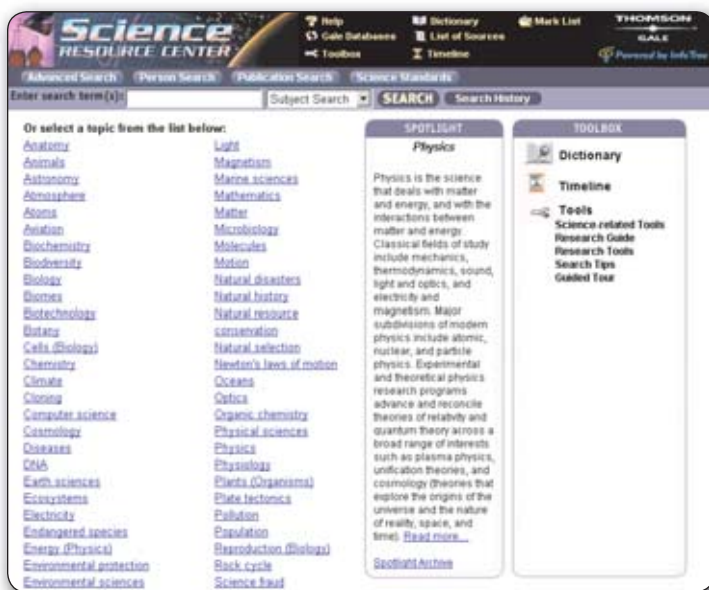 Science
RESOURCE CENTER
Help
Gale Databases
Toolbox
Dictionary
List of Sources
Timeline
Mark List
THOMSON
GALE
Powered by InfoTrac
Advanced Search
Person Search
Publication Search
Science Standards
Enter search term(s):
Subject Search
SEARCH
Search History
Or select a topic from the list below:
Anatomy
Animals
Astronomy
Atmosphere
Atoms
Aviation
Biochemistry
Biodiversity
Biology
Biomes
Biotechnology
Botany
Cells (Biology)
Chemistry
Climate
Cloning
Computer science
Cosmology
Diseases
DNA
Earth sciences
Ecosystems
Electricity
Endangered species
Energy (Physics)
Environmental protection
Environmental sciences
Light
Magnetism
Marine sciences
Mathematics
Matter
Microbiology
Molecules
Motion
Natural disasters
Natural history
Natural resource
conservation
Natural selection
Newton's laws of motion
Oceans
Optics
Organic chemistry
Physical sciences
Physics
Physiology
Plants (Organisms)
Plate tectonics
Pollution
Population
Reproduction (Biology)
Rock cycle
Science fraud
SPOTLIGHT
Physics
Physics is the science
that deals with matter
and energy, and with the
interactions between
matter and energy.
Classical fields of study
include mechanics,
thermodynamics, sound,
light and optics, and
electricity and
magnetism. Major
subdivisions of modern
physics include atomic,
nuclear, and particle
physics. Experimental
and theoretical physics
research programs
advance and reconcile
theories of relativity and
quantum theory across a
broad range of interests
such as plasma physics,
unification theories, and
cosmology (theories that
explore the origins of the
universe and the nature
of reality, space, and
time). Read more...
Spotlight Archive
TOOLBOX
Dictionary
Timeline
Tools
Science-related Tools
Research Guide
Research Tools
Search Tips
Guided Tour